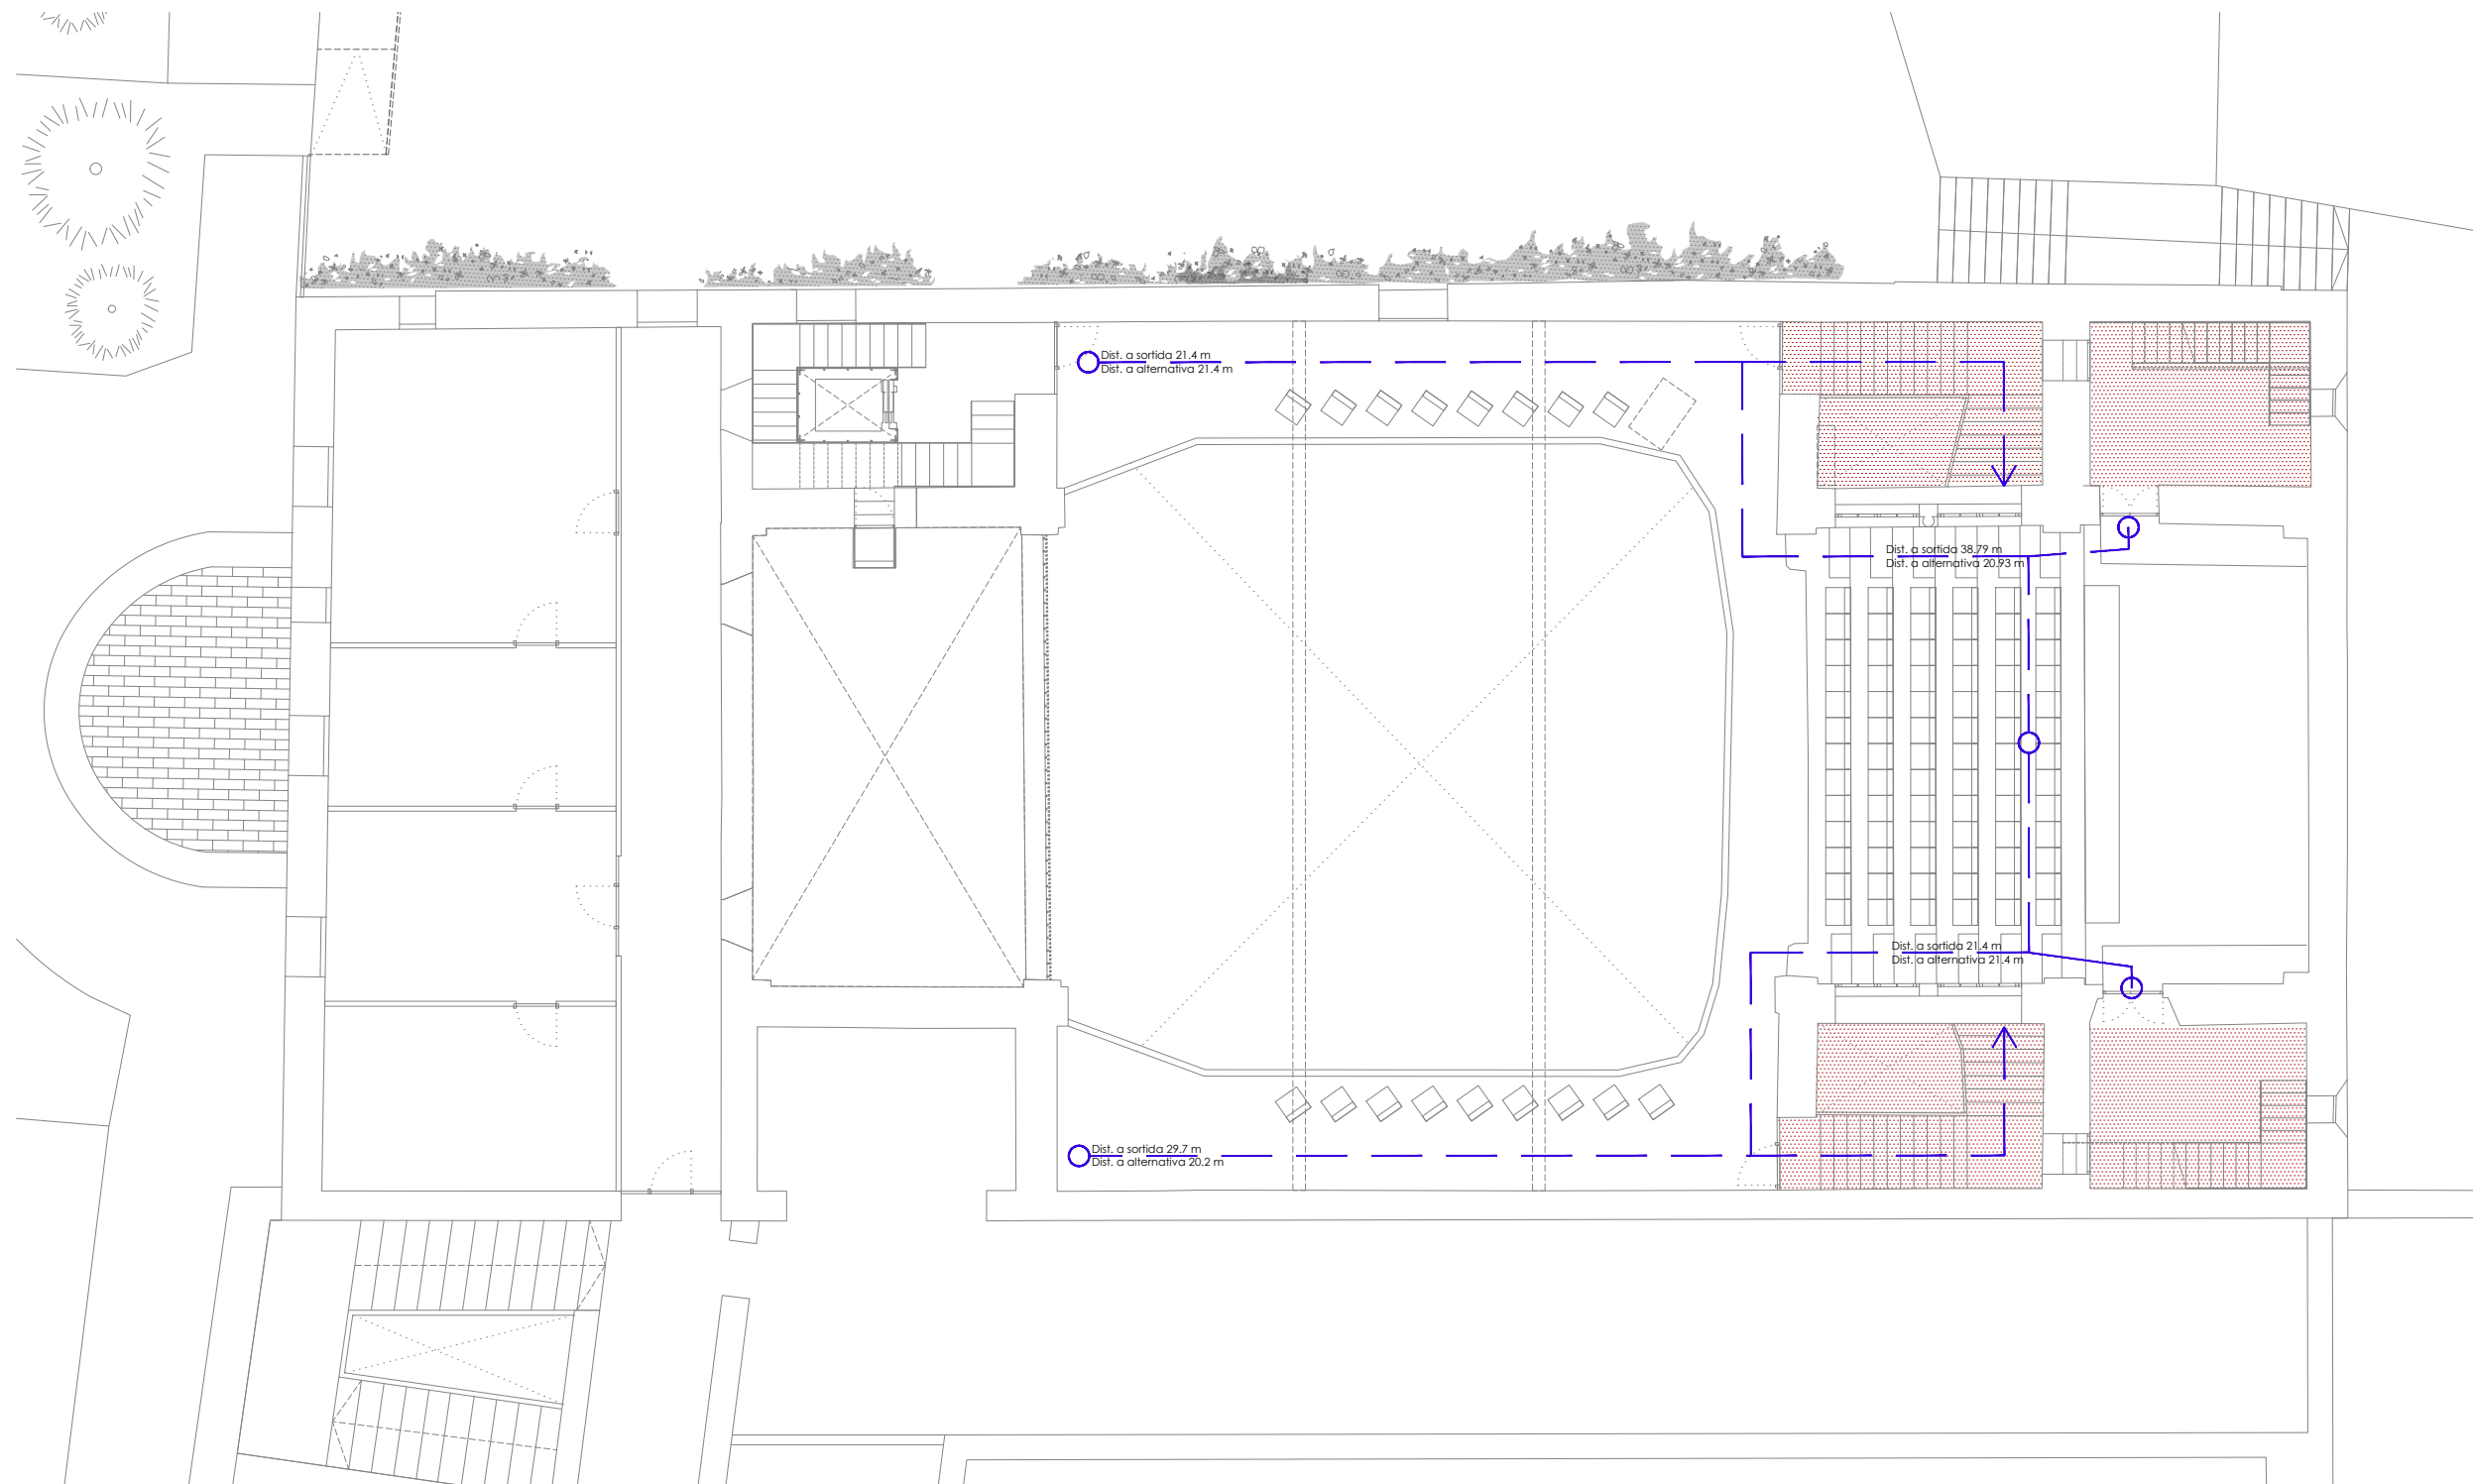 Dist. a sortida 21.4 m
Dist. a alternativa 21.4 m
Dist. a sortida 38.79 m
Dist. a alternativa 20.93 m
Dist. a sortida 21.4 m
Dist. a alternativa 21.4 m
Dist. a sortida 29.7 m
Dist. a alternativa 20.2 m